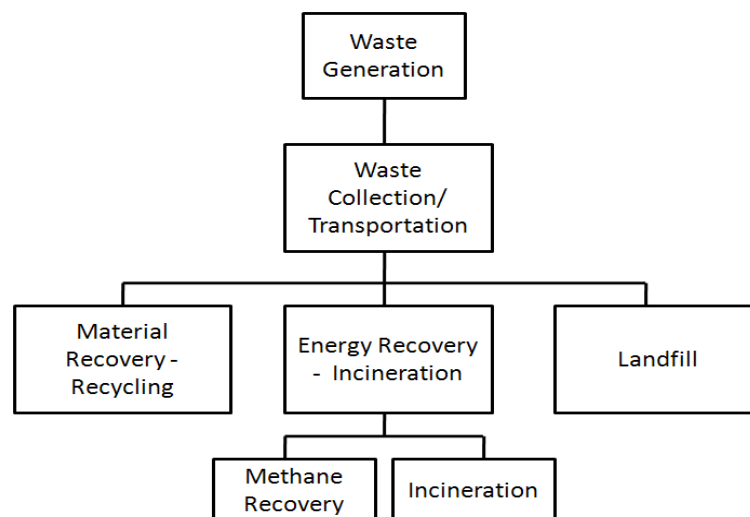 Waste
Generation
Waste
Collection/
Transportation
Material
Recovery -
Recycling
Energy Recovery
- Incineration
Landfill
Methane
Recovery
Incineration